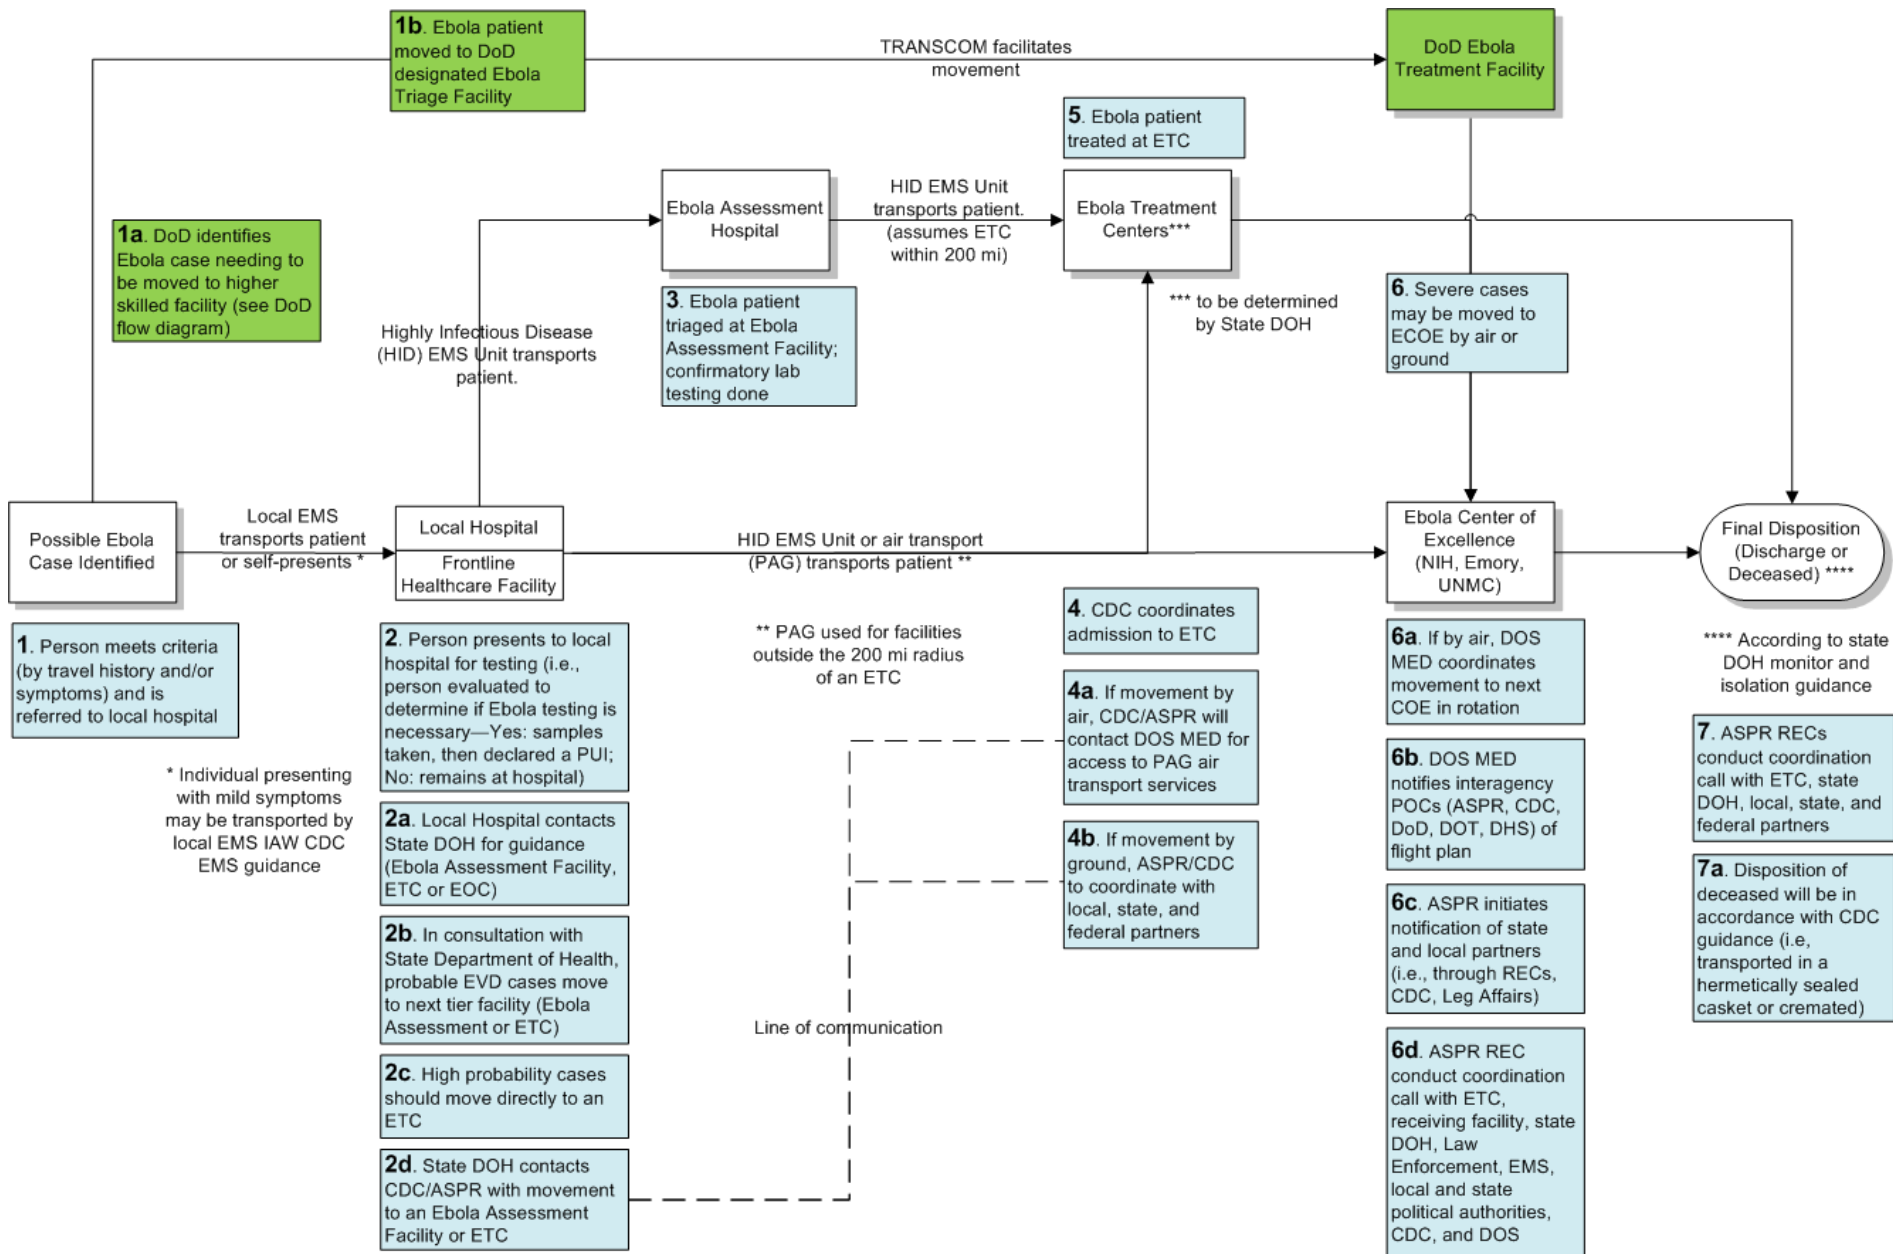 1b. Ebola patient
moved to DoD
designated Ebola
Triage Facility
TRANSCOM facilitates
movement
DoD Ebola
Treatment Facility
5. Ebola patient
treated at ETC
1a. DoD identifies
Ebola case needing to
be moved to higher
skilled facility (see DoD
flow diagram)
Ebola Assessment
Hospital
HID EMS Unit
transports patient.
(assumes ETC
within 200 mi)
Ebola Treatment
Centers***
3. Ebola patient
triaged at Ebola
Assessment Facility;
confirmatory lab
testing done
*** to be determined
by State DOH
6. Severe cases
may be moved to
ECOE by air or
ground
Highly Infectious Disease
(HID) EMS Unit transports
patient.
Possible Ebola
Case Identified
Local EMS
transports patient
or self-presents *
Local Hospital
Frontline
Healthcare Facility
HID EMS Unit or air transport
(PAG) transports patient **
Ebola Center of
Excellence
(NIH, Emory,
UNMC)
Final Disposition
(Discharge or
Deceased) ****
1. Person meets criteria
(by travel history and/or
symptoms) and is
referred to local hospital
* Individual presenting
with mild symptoms
may be transported by
local EMS IAW CDC
EMS guidance
2. Person presents to local
hospital for testing (i.e.,
person evaluated to
determine if Ebola testing is
necessary—Yes: samples
taken, then declared a PUI;
No: remains at hospital)
2a. Local Hospital contacts
State DOH for guidance
(Ebola Assessment Facility,
ETC or EOC)
2b. In consultation with
State Department of Health,
probable EVD cases move
to next tier facility (Ebola
Assessment or ETC)
2c. High probability cases
should move directly to an
ETC
2d. State DOH contacts
CDC/ASPR with movement
to an Ebola Assessment
Facility or ETC
** PAG used for facilities
outside the 200 mi radius
of an ETC
Line of communication
4. CDC coordinates
admission to ETC
4a. If movement by
air, CDC/ASPR will
contact DOS MED for
access to PAG air
transport services
4b. If movement by
ground, ASPR/CDC
to coordinate with
local, state, and
federal partners
6a. If by air, DOS
MED coordinates
movement to next
COE in rotation
6b. DOS MED
notifies interagency
POCs (ASPR, CDC,
DoD, DOT, DHS) of
flight plan
6c. ASPR initiates
notification of state
and local partners
(i.e., through RECs,
CDC, Leg Affairs)
6d. ASPR REC
conduct coordination
call with ETC,
receiving facility, state
DOH, Law
Enforcement, EMS,
local and state
political authorities,
CDC, and DOS
**** According to state
DOH monitor and
isolation guidance
7. ASPR RECs
conduct coordination
call with ETC, state
DOH, local, state, and
federal partners
7a. Disposition of
deceased will be in
accordance with CDC
guidance (i.e,
transported in a
hermetically sealed
casket or cremated)